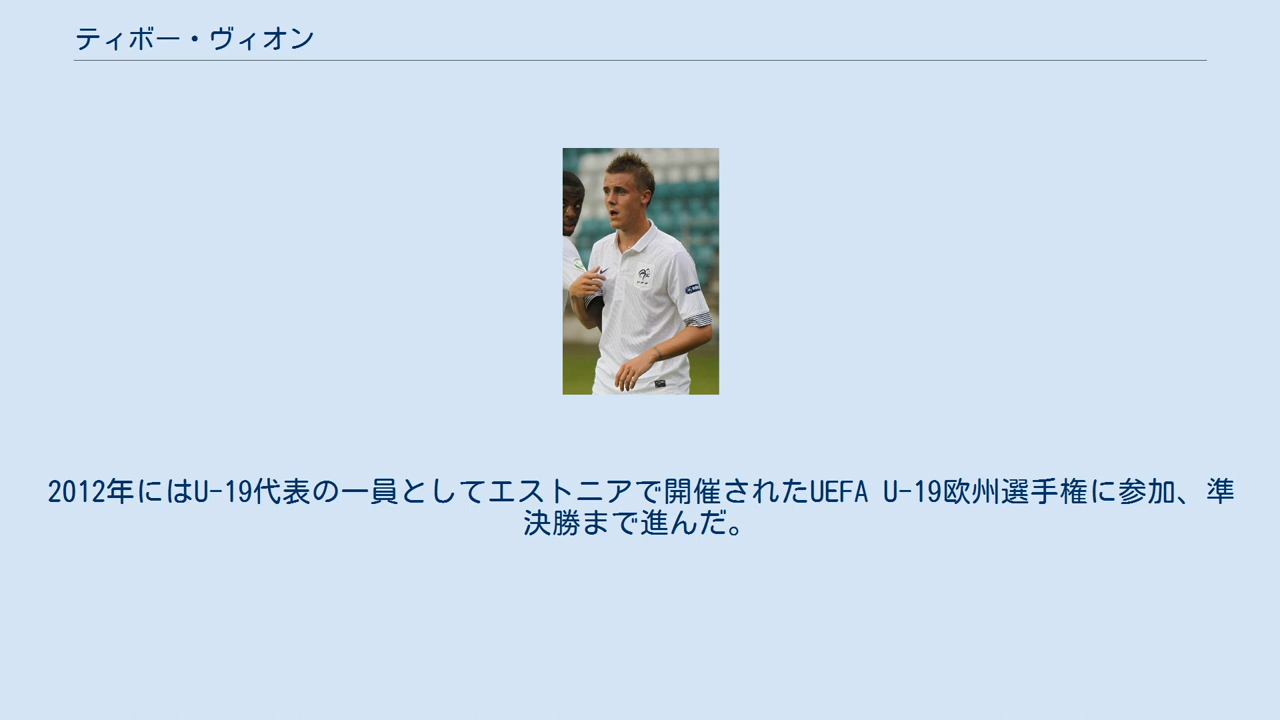 ティボー・ヴィオン
2012年にはU-19代表の一員としてエストニアで開催されたUEFA U-19欧州選手権に参加、準
決勝まで進んだ。